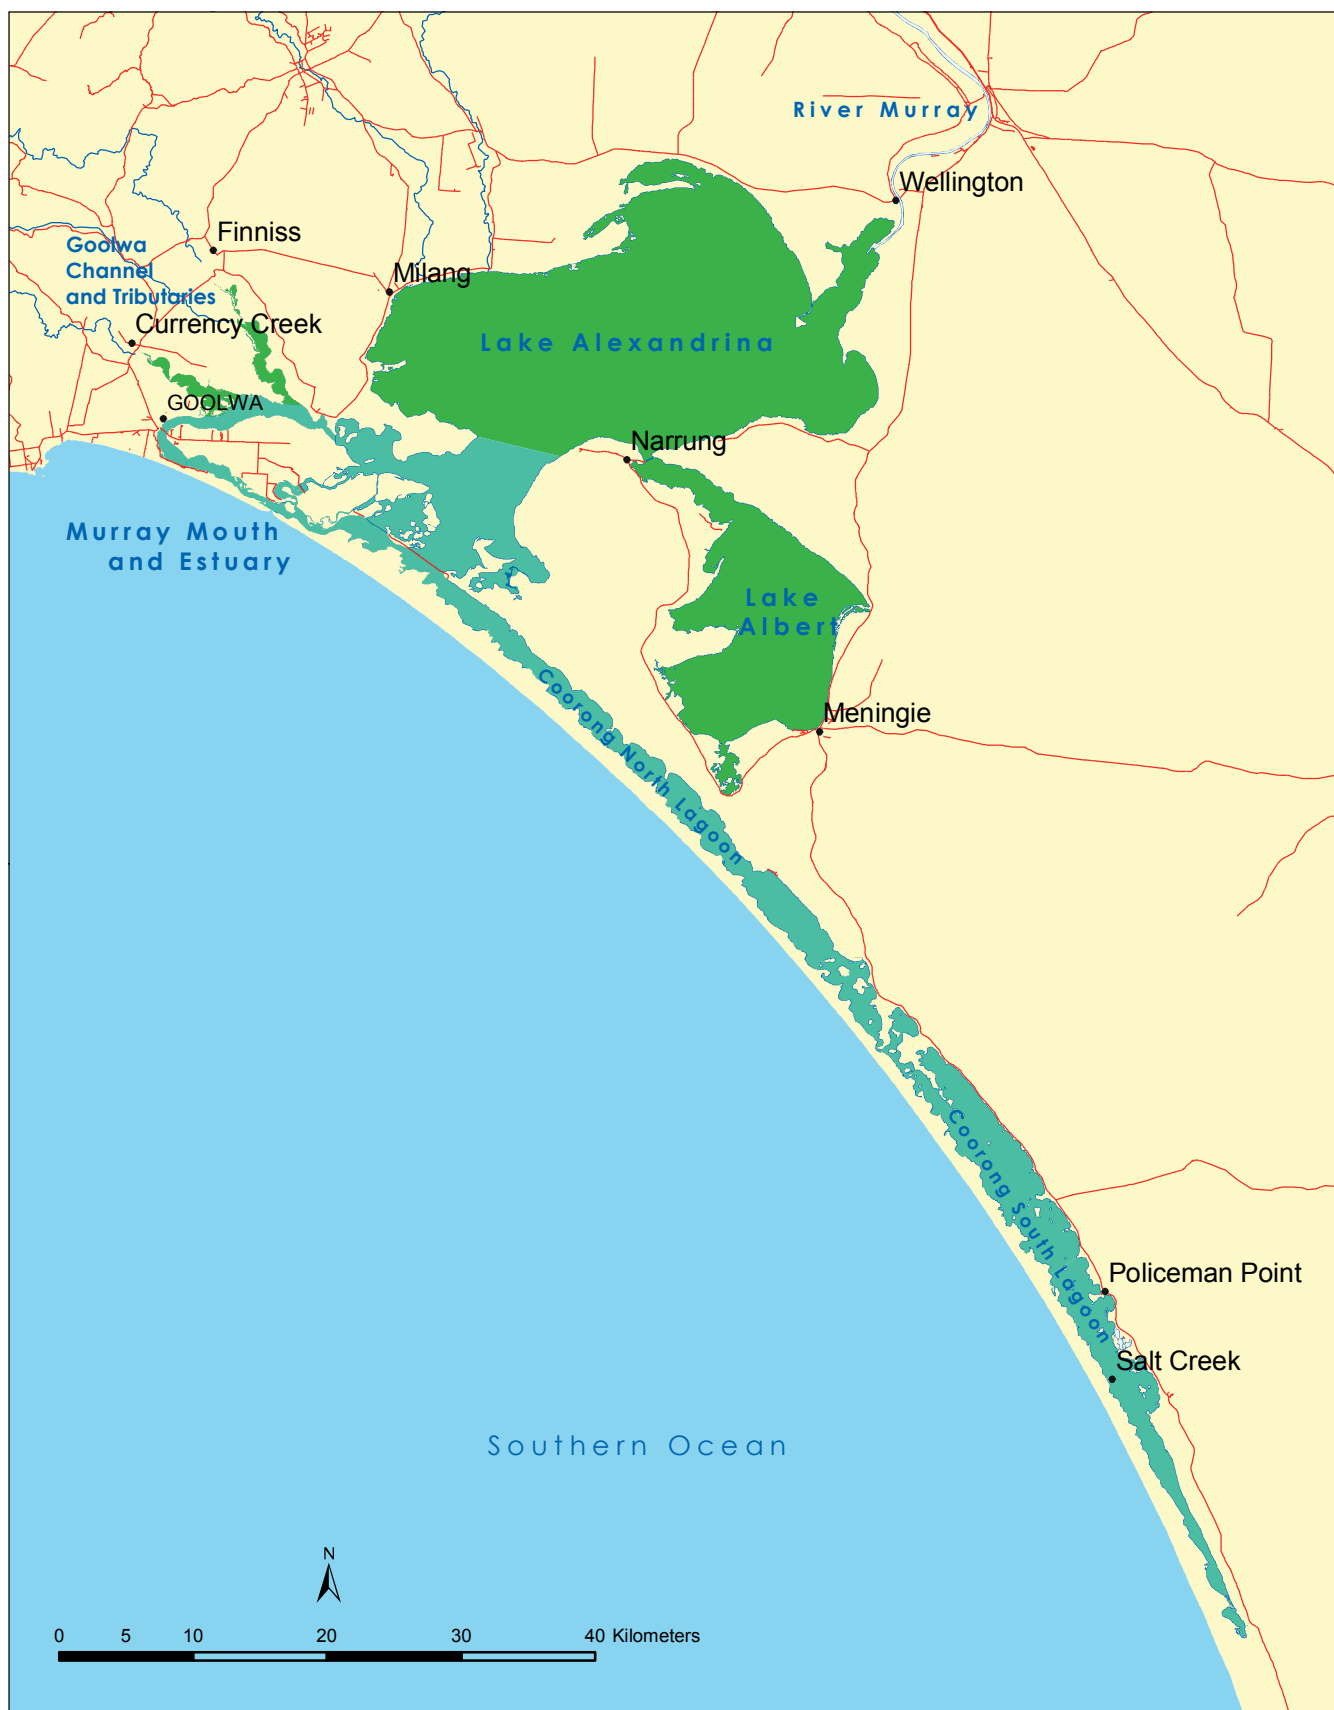 River Murray
Wellington
Finniss
Goolwa
Channel
and Tributaries
Milang
Currency Creek
Lake Alexandrina
GOOLWA
Narrung
Murray Mouth
and Estuary
Lake
Albert
Coorong North Lagoon
Meningie
Coorong South Lagoon
Policeman Point
Salt Creek
Southern Ocean
N
0 5 10 20 30 40 Kilometers